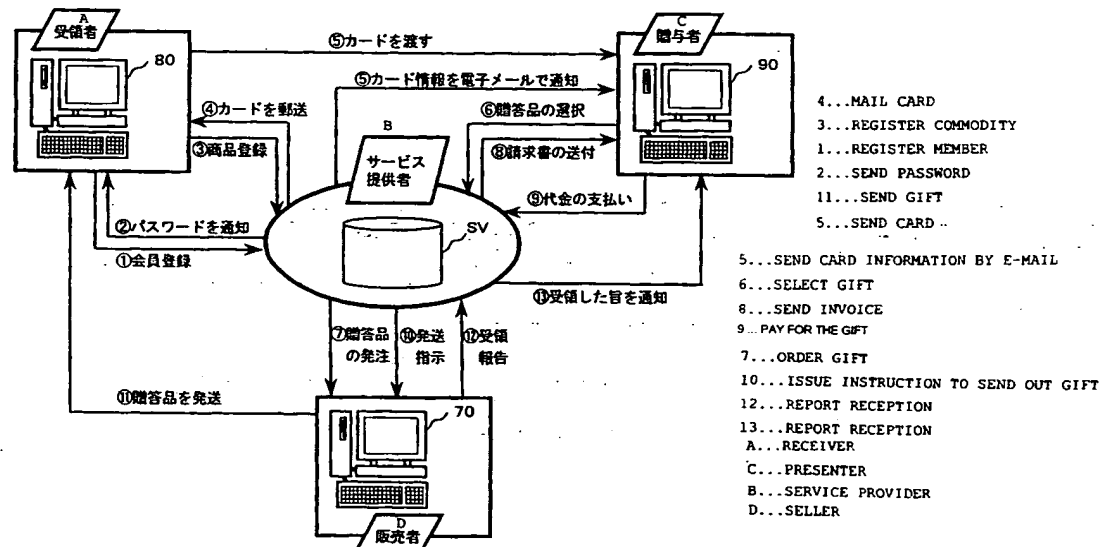 A
受領者
80
⑤カードを渡す
C
贈与者
90
⑤カード情報を電子メールで通知
④カードを郵送
③商品登録
⑥贈答品の選択
⑧請求書の送付
B
サービス
提供者
⑨代金の支払い
②パスワードを通知
①会員登録
SV
⑬受領した旨を通知
⑦贈答品
の発注
⑩発送
指示
⑫受領
報告
⑪贈答品を発送
70
D
販売者
4...MAIL CARD
3...REGISTER COMMODITY
1...REGISTER MEMBER
2...SEND PASSWORD
11...SEND GIFT
5...SEND CARD
5...SEND CARD INFORMATION BY E-MAIL
6...SELECT GIFT
8...SEND INVOICE
9...PAY FOR THE GIFT
7...ORDER GIFT
10...ISSUE INSTRUCTION TO SEND OUT GIFT
12...REPORT RECEPTION
13...REPORT RECEPTION
A...RECEIVER
C...PRESENTER
B...SERVICE PROVIDER
D...SELLER